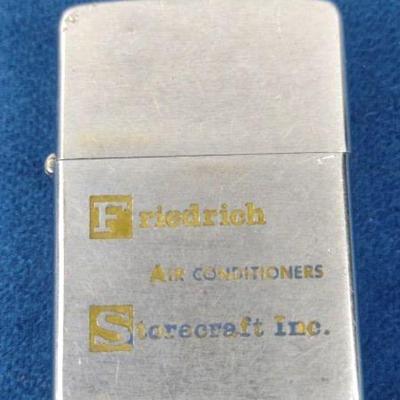 Friedrich
AIR CONDITIONERS
Storecraft Inc.